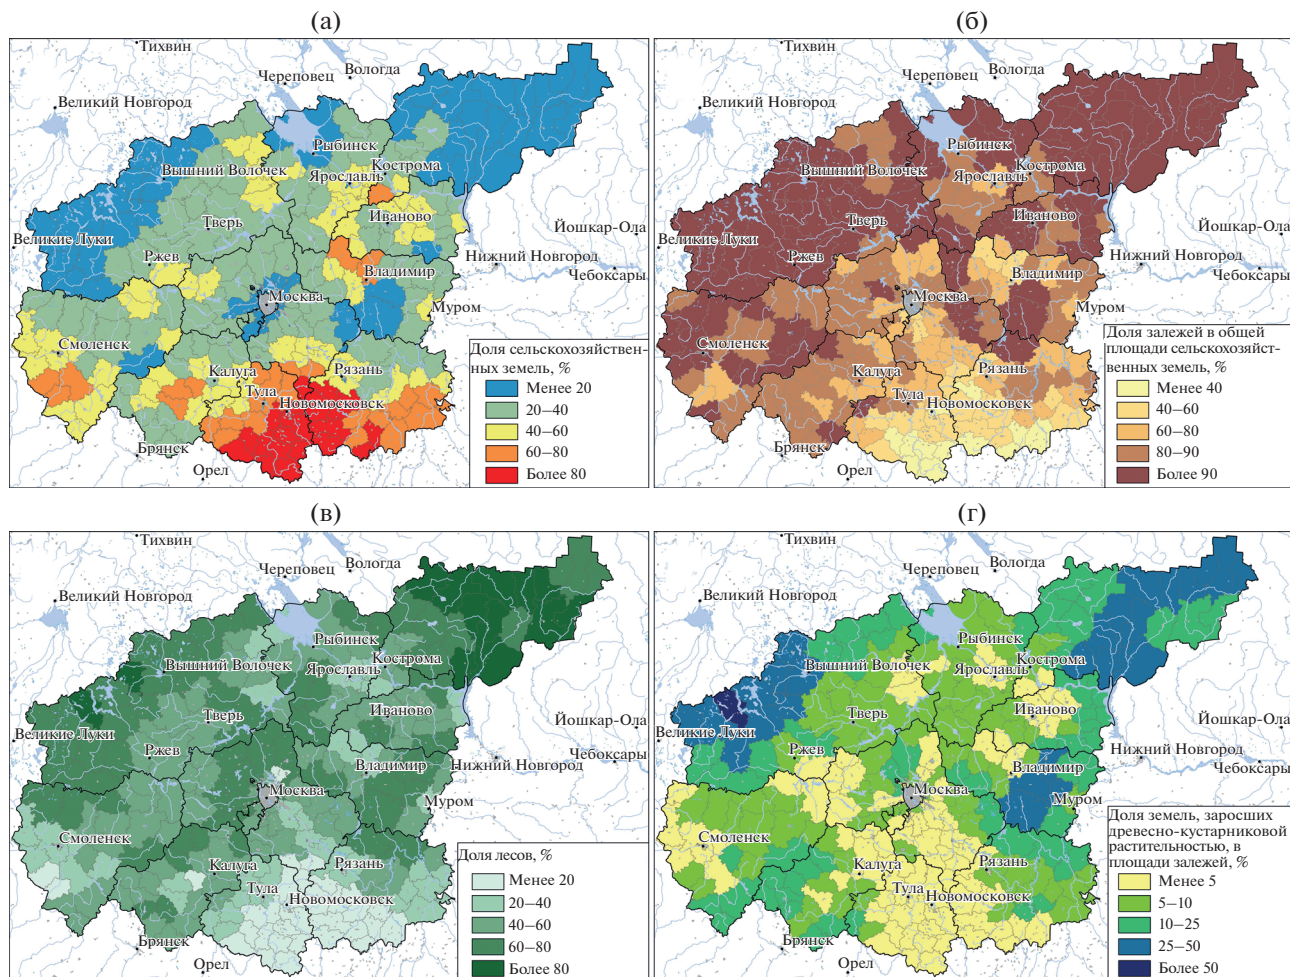 (а)
Тихвин
Вологда
Череповец
Великий Новгород
Рыбинск
Вышний Волочек
Кострома
Ярославль
Иваново
Тверь
Йошкар-Ола
Великие Луки
Ржев
Нижний Новгород
Владимир
Чебоксары
Москва
Муром
Смоленск
Калуга
Рязань
Тула
Новомосковск
Брянск
Орел
Доля сельскохозяйствен-
ных земель, %
Менее 20
20–40
40–60
60–80
Более 80
(б)
Тихвин
Вологда
Череповец
Великий Новгород
Рыбинск
Вышний Волочек
Кострома
Ярославль
Иваново
Тверь
Йошкар-Ола
Великие Луки
Ржев
Нижний Новгород
Владимир
Чебоксары
Москва
Муром
Смоленск
Калуга
Рязань
Тула
Новомосковск
Брянск
Орел
Доля залежей в общей
площади сельскохозяйст-
венных земель, %
Менее 40
40–60
60–80
80–90
Более 90
(в)
Тихвин
Вологда
Череповец
Великий Новгород
Рыбинск
Вышний Волочек
Кострома
Ярославль
Иваново
Тверь
Йошкар-Ола
Великие Луки
Ржев
Нижний Новгород
Владимир
Чебоксары
Москва
Муром
Смоленск
Калуга
Рязань
Тула
Новомосковск
Брянск
Орел
Доля лесов, %
Менее 20
20–40
40–60
60–80
Более 80
(г)
Тихвин
Вологда
Череповец
Великий Новгород
Рыбинск
Вышний Волочек
Кострома
Ярославль
Иваново
Тверь
Йошкар-Ола
Великие Луки
Ржев
Нижний Новгород
Владимир
Чебоксары
Москва
Муром
Смоленск
Калуга
Рязань
Тула
Новомосковск
Брянск
Орел
Доля земель, заросших
древесно-кустарниковой
растительностью, в
площади залежей, %
Менее 5
5–10
10–25
25–50
Более 50